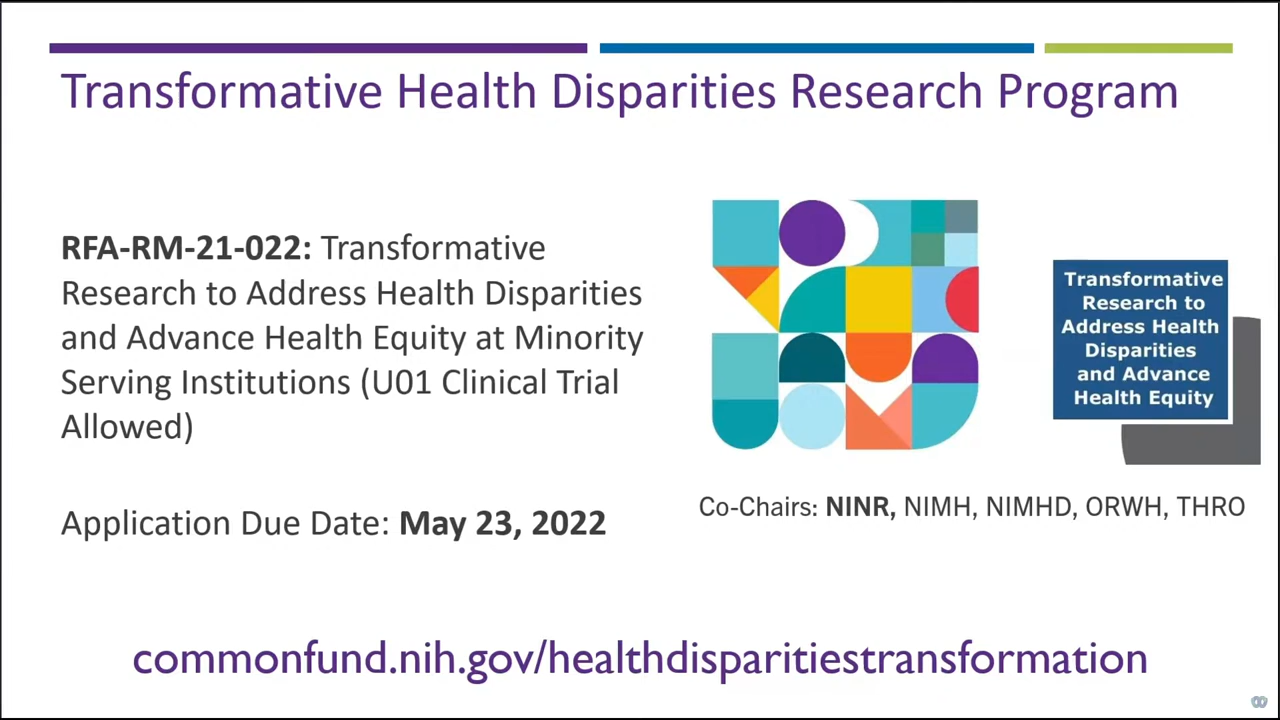 Transformative Health Disparities Research Program
RFA-RM-21-022: Transformative
Research to Address Health Disparities
and Advance Health Equity at Minority
Serving Institutions (U01 Clinical Trial
Allowed)
Application Due Date: May 23, 2022
Transformative
Research to
Address Health
Disparities
and Advance
Health Equity
Co-Chairs: NINR, NIMH, NIMHD, ORWH, THRO
commonfund.nih.gov/healthdisparitiestransformation